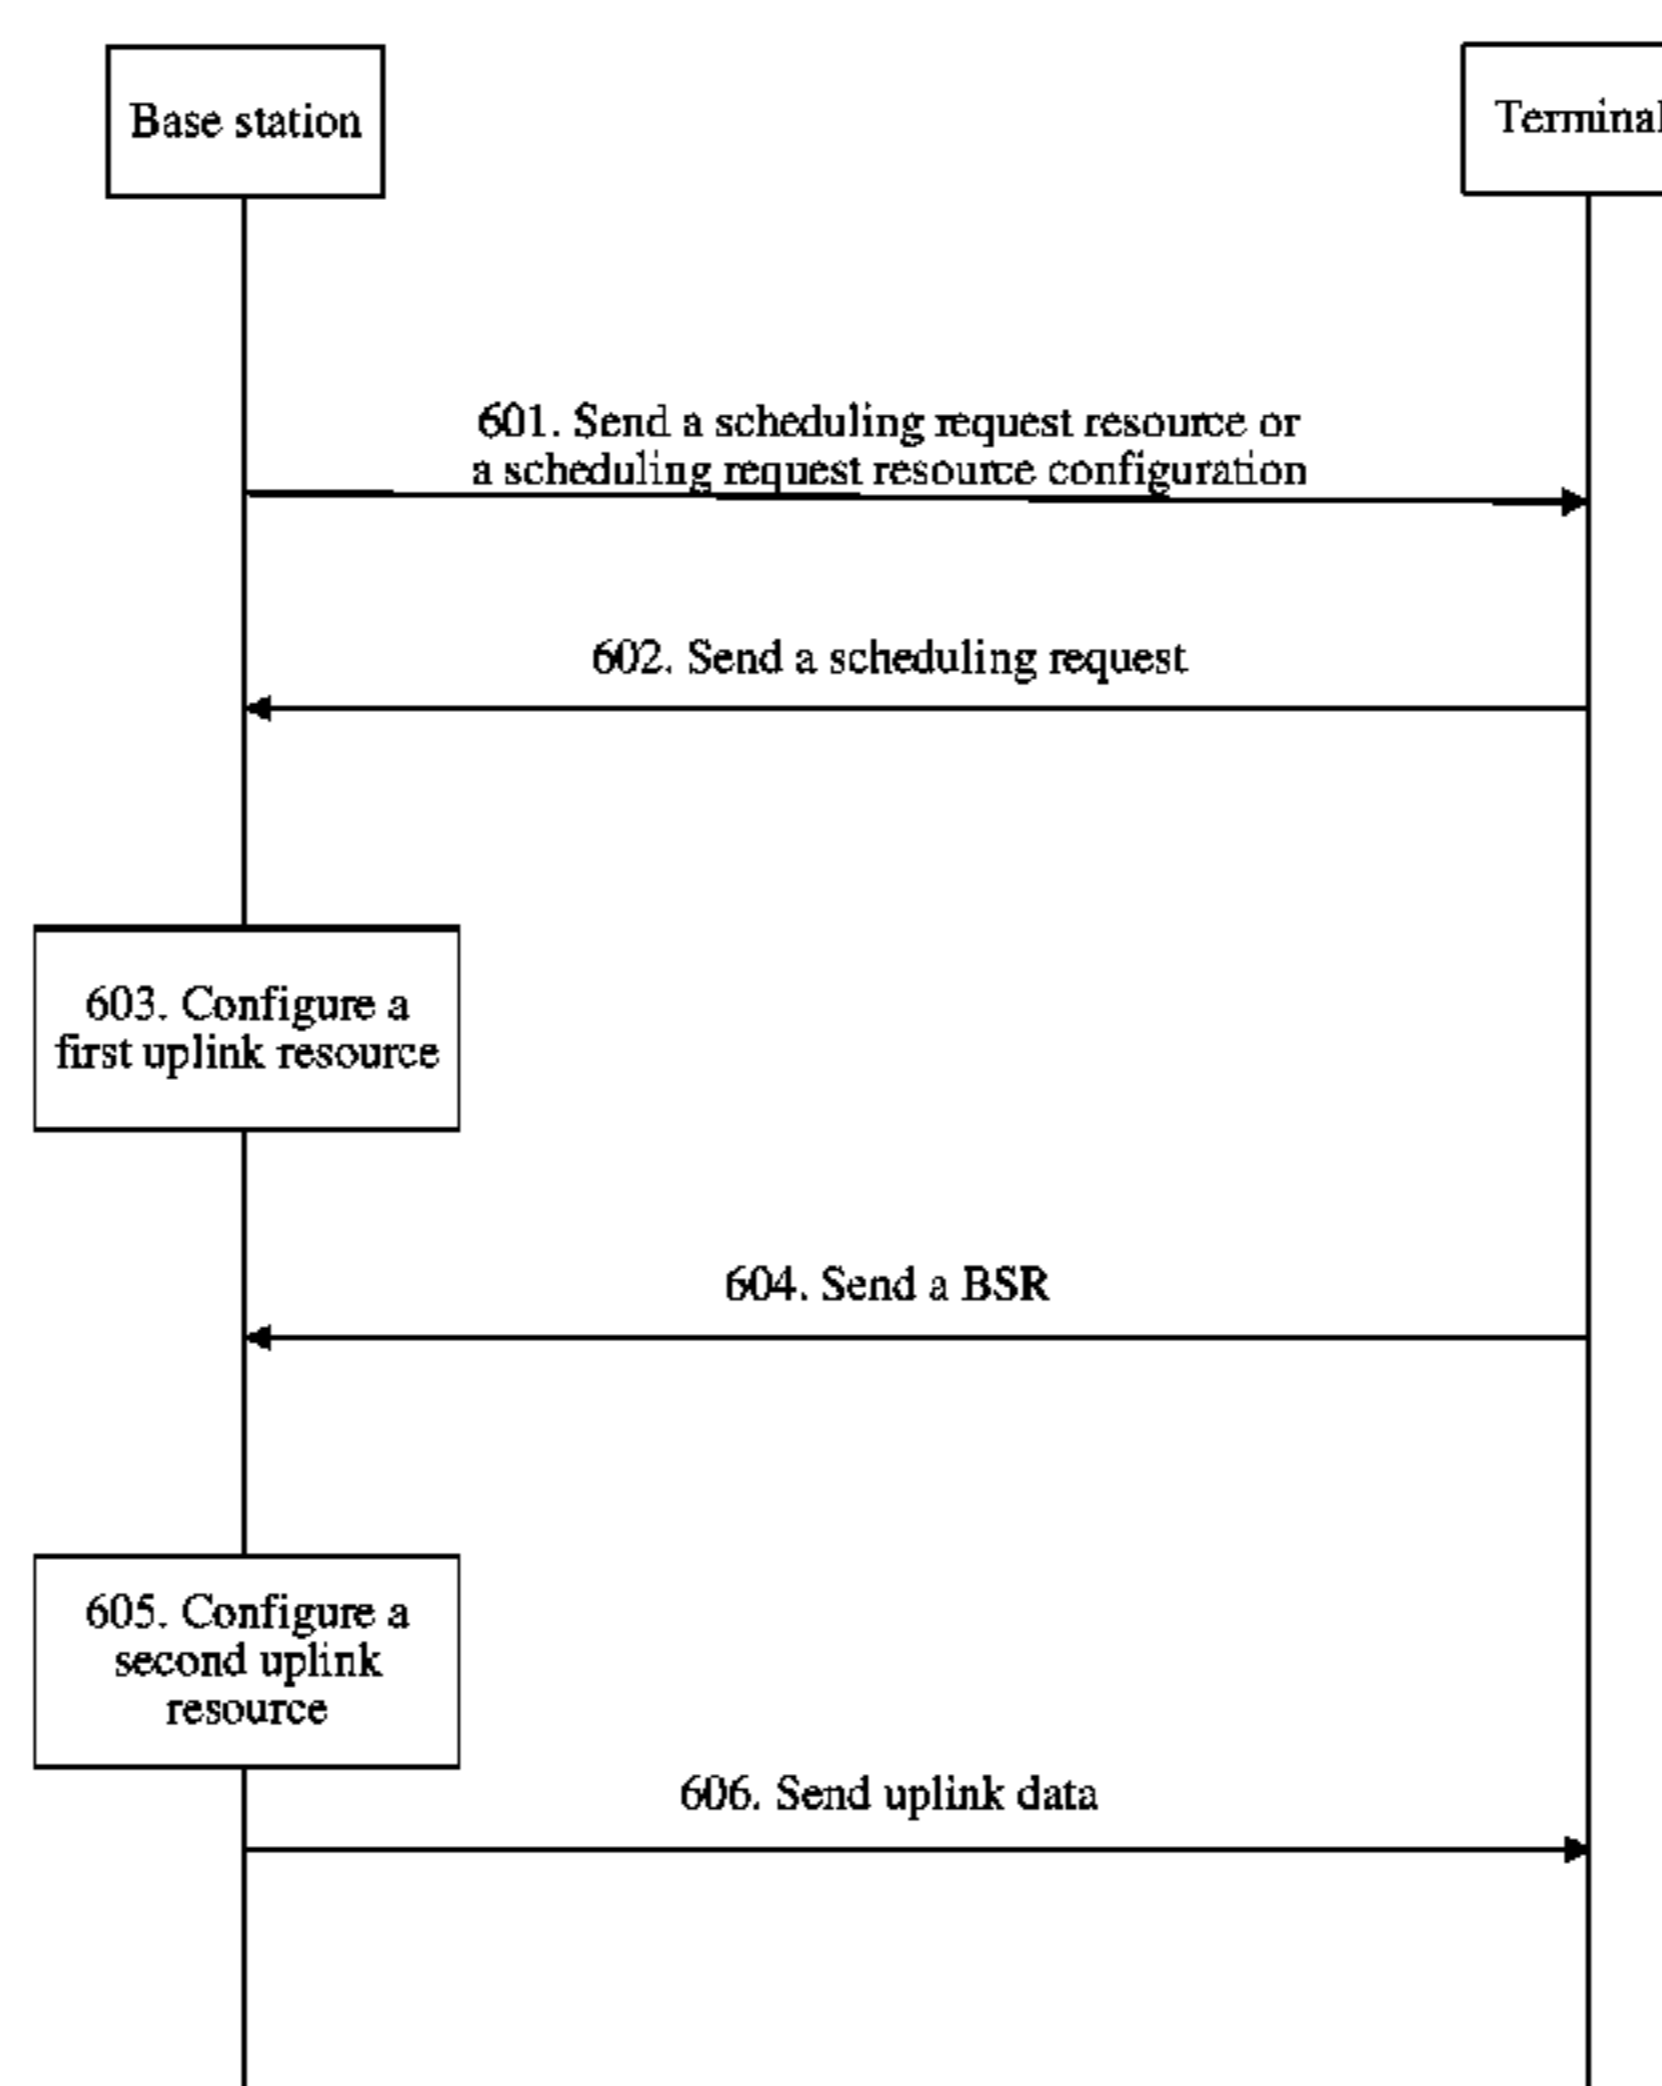 Base station
Terminal
601. Send a scheduling request resource or
a scheduling request resource configuration
602. Send a scheduling request
603. Configure a
first uplink resource
604. Send a BSR
605. Configure a
second uplink
resource
606. Send uplink data